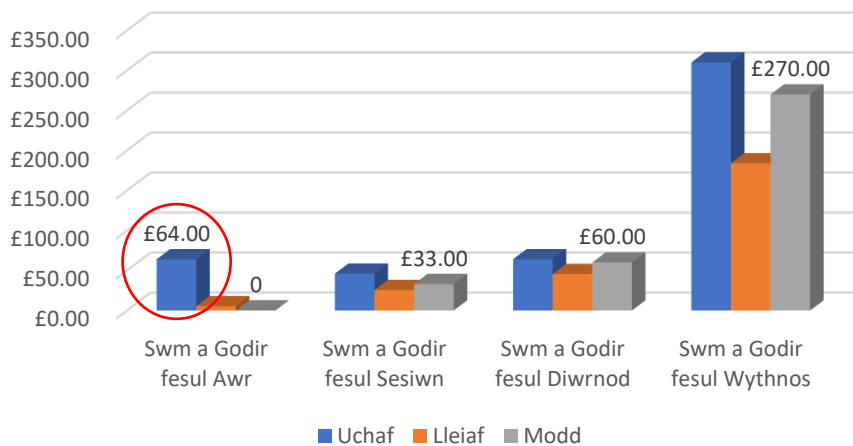 £350.00
£300.00
£250.00
£200.00
£150.00
£100.00
£50.00
£0.00
£64.00
0
£33.00
£60.00
£270.00
Swm a Godir
fesul Awr
Swm a Godir
fesul Sesiwn
Swm a Godir
fesul Diwrnod
Swm a Godir
fesul Wythnos
Uchaf Lleiaf Modd